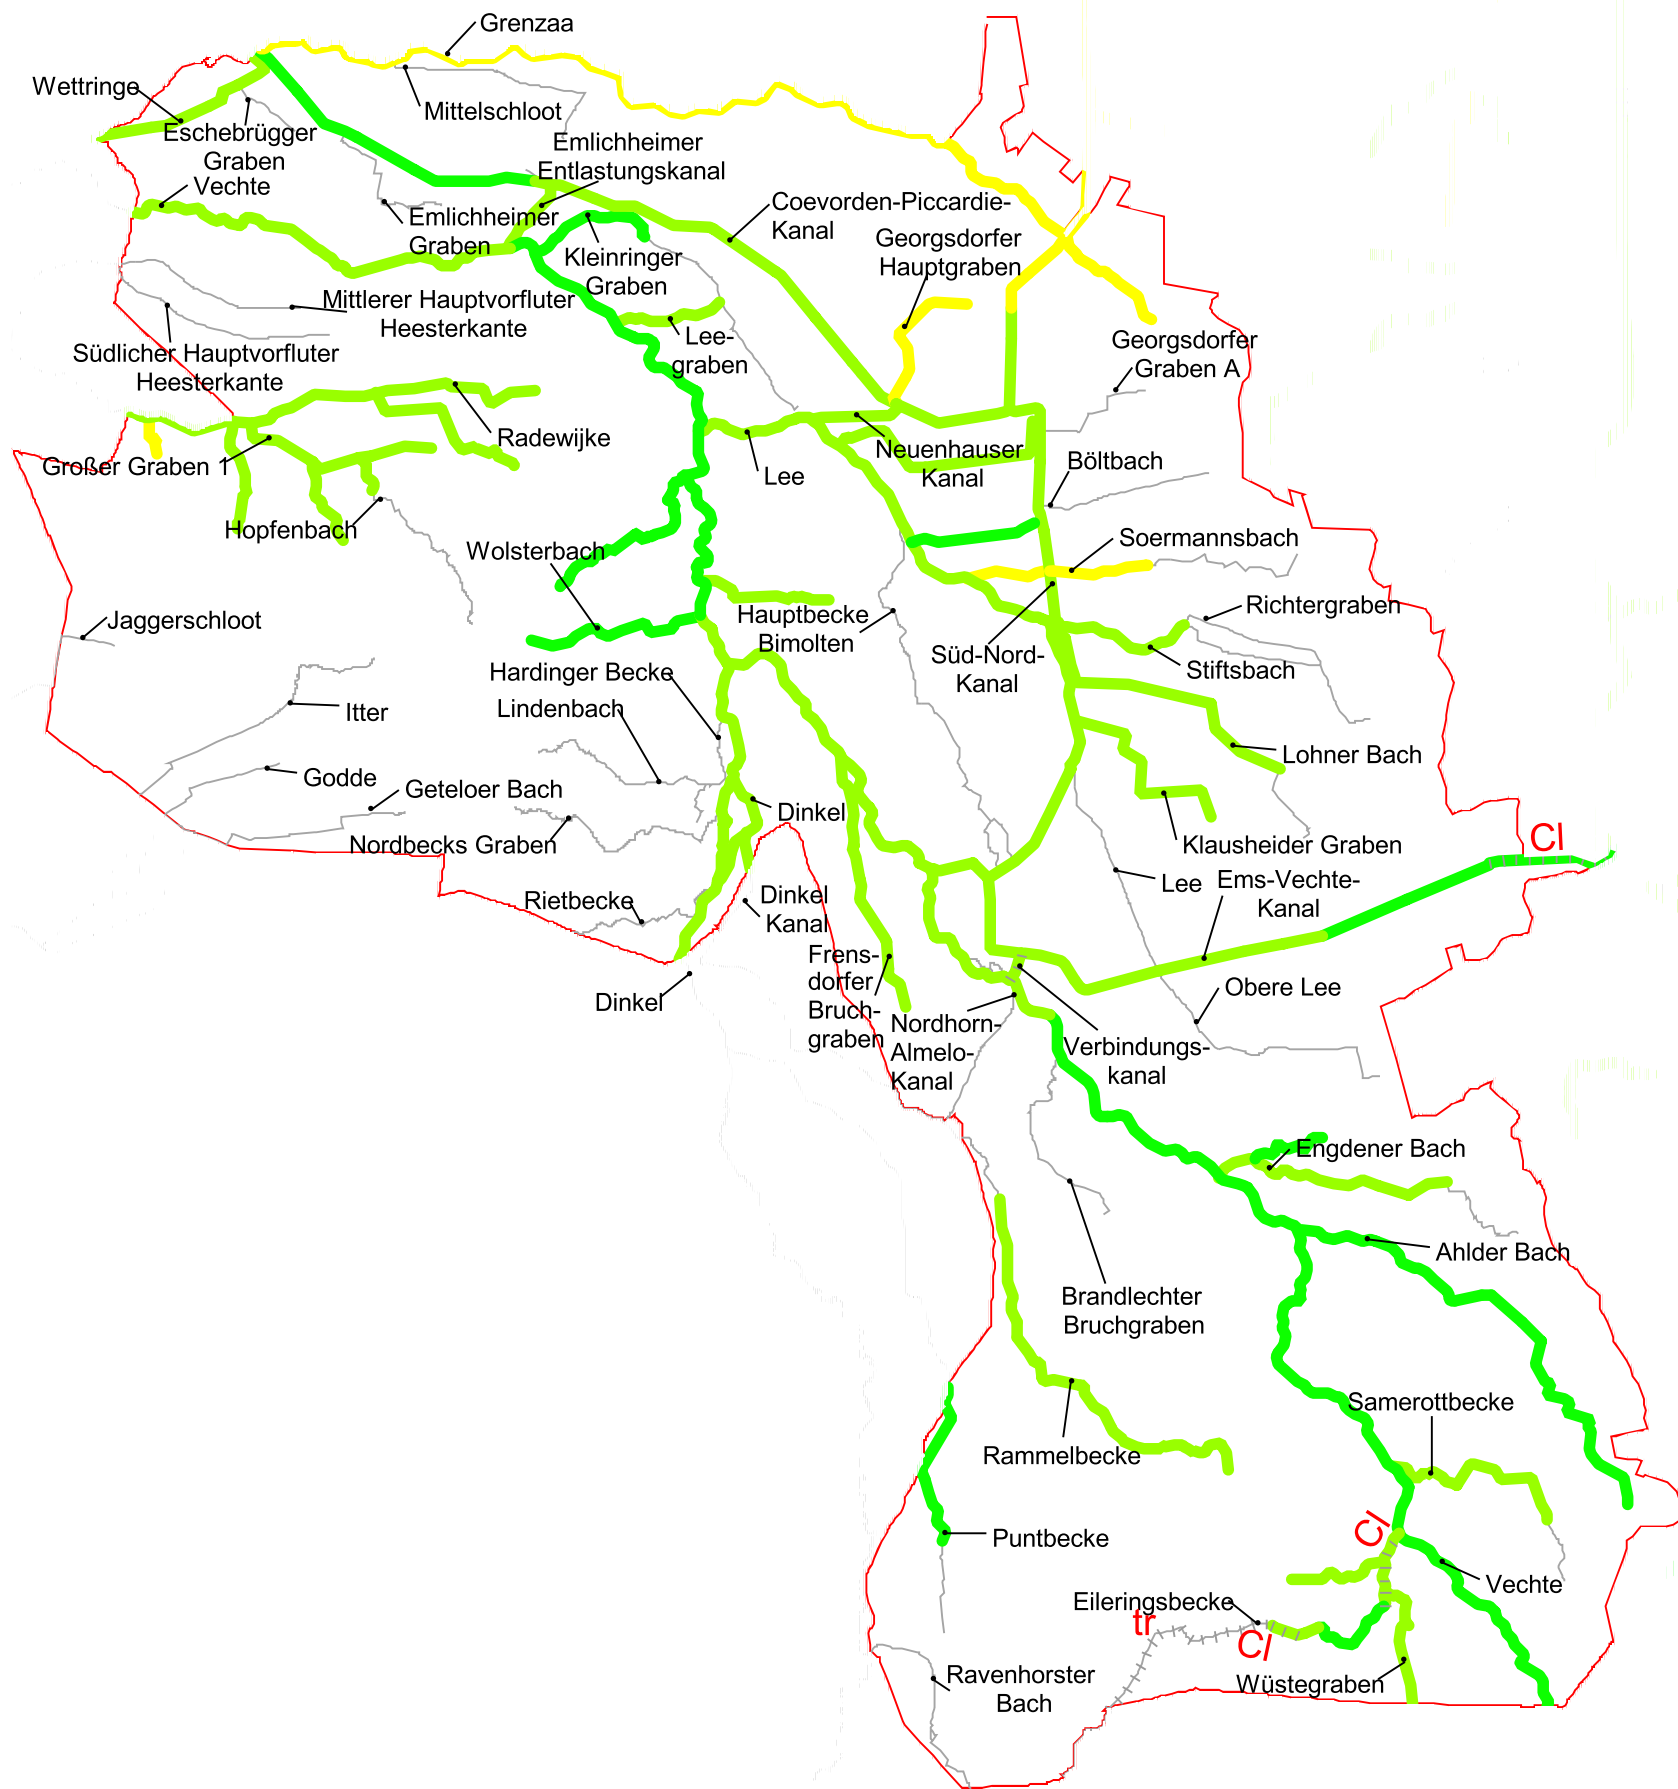 Grenzaa
Wettringe
Mittelschloot
Eschebrügger
Graben
Emlichheimer
Entlastungskanal
Vechte
Coevorden-Piccardie-
Kanal
Emlichheimer
Graben
Georgsdorfer
Hauptgraben
Kleinringer
Graben
Mittlerer Hauptvorfluter
Heesterkante
Südlicher Hauptvorfluter
Heesterkante
Lee-
graben
Georgsdorfer
Graben A
Radewijke
Großer Graben 1
Lee
Neuenhauser
Kanal
Böltbach
Hopfenbach
Wolsterbach
Soermannsbach
Jaggerschloot
Hauptbecke
Bimolten
Richtergraben
Süd-Nord-
Kanal
Stiftsbach
Hardinger Becke
Lindenbach
Itter
Lohner Bach
Godde
Geteloer Bach
Dinkel
Nordbecks Graben
Klausheider Graben
Cl
Lee
Ems-Vechte-
Kanal
Rietbecke
Dinkel
Kanal
Frens-
dorfer
Bruch-
graben
Dinkel
Obere Lee
Nordhorn-
Almelo-
Kanal
Verbindungs-
kanal
Engdener Bach
Ahlder Bach
Brandlechter
Bruchgraben
Samerottbecke
Rammelbecke
Cl
Puntbecke
Vechte
Eileringsbecke
tr
Cl
Ravenhorster
Bach
Wüstegraben